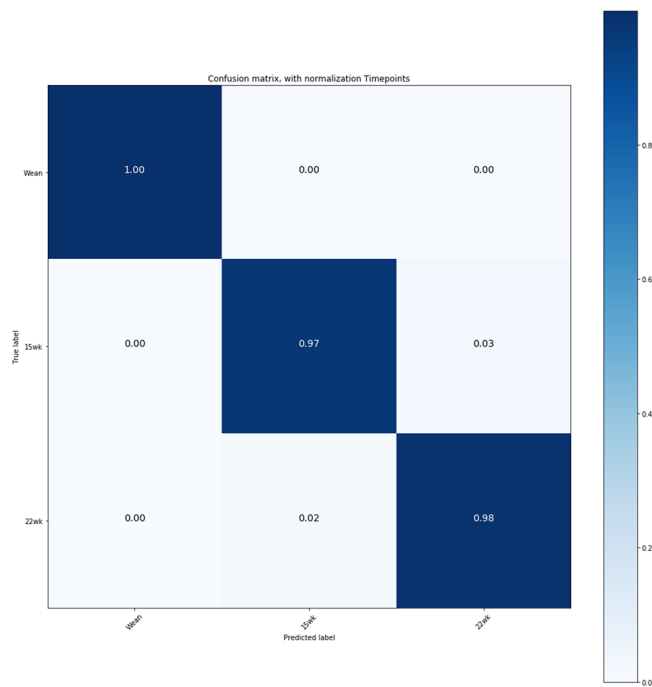 Confusion matrix, with normalization Timepoints
Wean
1.00 0.00 0.00
15wk
0.00 0.97 0.03
22wk
0.00 0.02 0.98
True label
Wean 15wk 22wk
Predicted label
0.8
0.6
0.4
0.2
0.0